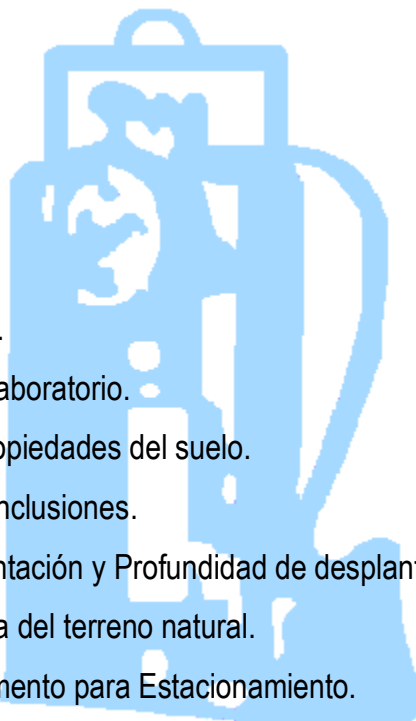 .
aboratorio.
opiedades del suelo.
nclusiones.
ntación y Profundidad de desplant
a del terreno natural.
mento para Estacionamiento.